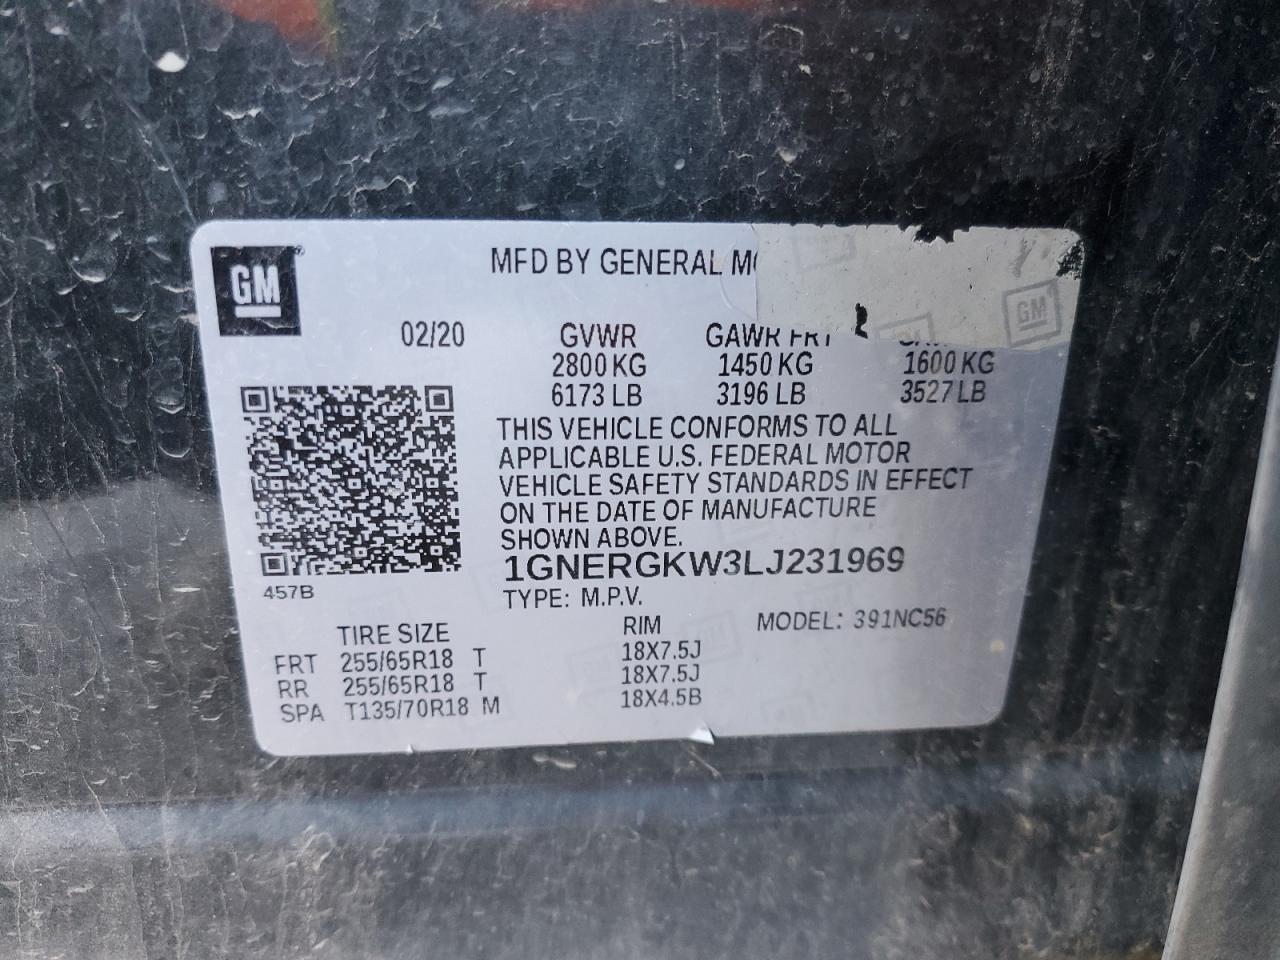 GM
MFD BY GENERAL
02/20 GVWR GAWR FRT
2800 KG 1450 KG 1600 KG
6173 LB 3196 LB 3527 LB
THIS VEHICLE CONFORMS TO ALL
APPLICABLE U.S. FEDERAL MOTOR
VEHICLE SAFETY STANDARDS IN EFFECT
ON THE DATE OF MANUFACTURE
SHOWN ABOVE.
1GNERGKW3LJ231969
457B
TYPE: M.P.V.
TIRE SIZE RIM MODEL: 391NC56
FRT 255/65R18 T 18X7.5J
RR 255/65R18 T 18X7.5J
SPA T135/70R18 M 18X4.5B
GM